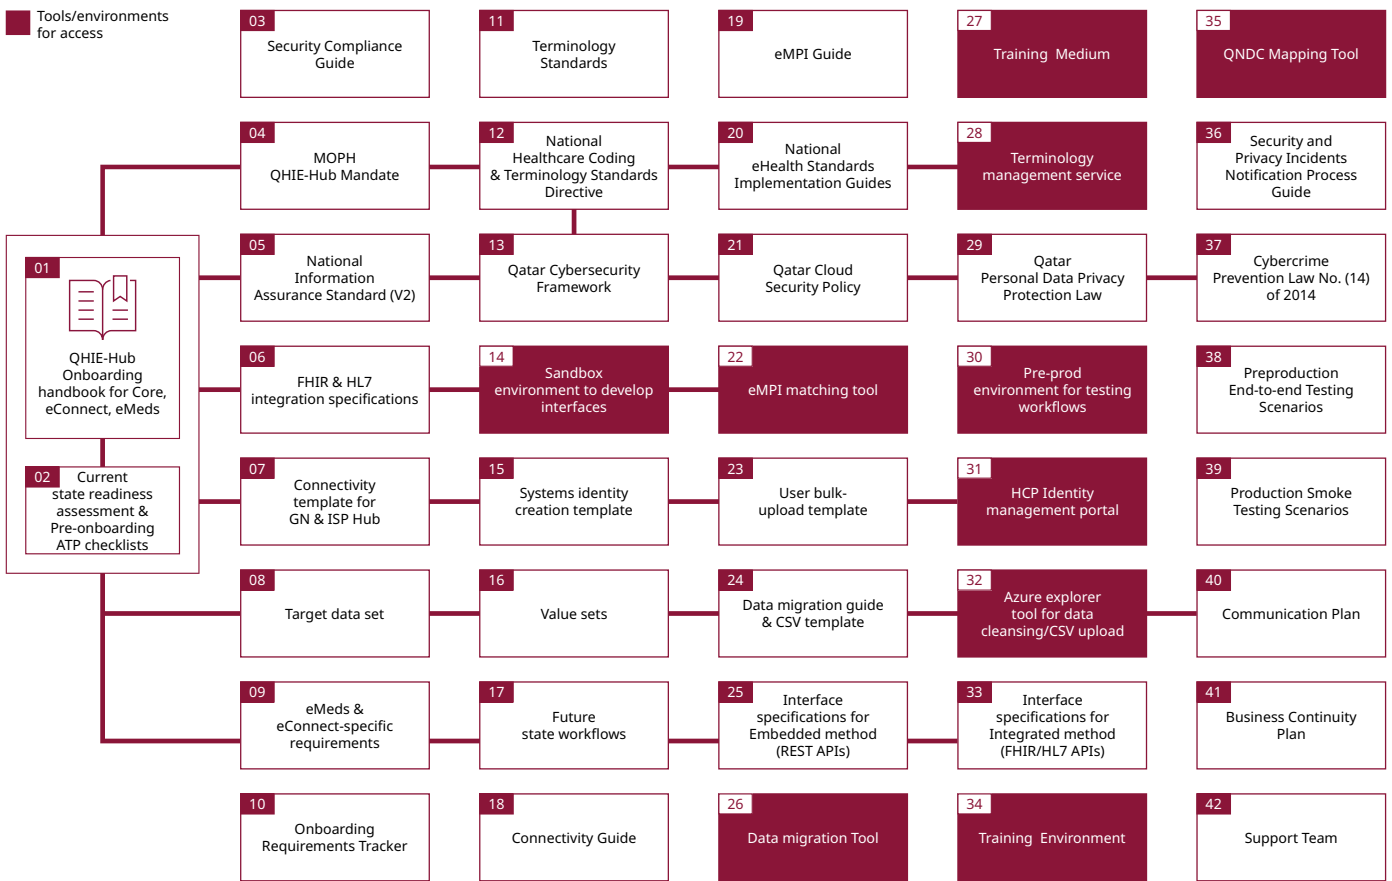 Tools/environments
for access
01
QHIE-Hub
Onboarding
handbook for Core,
eConnect, eMeds
02
Current
state readiness
assessment &
Pre-onboarding
ATP checklists
03
Security Compliance
Guide
04
MOPH
QHIE-Hub Mandate
05
National
Information
Assurance Standard (V2)
06
FHIR & HL7
integration specifications
07
Connectivity
template for
GN & ISP Hub
08
Target data set
09
eMeds &
eConnect-specific
requirements
10
Onboarding
Requirements Tracker
11
Terminology
Standards
12
National
Healthcare Coding
& Terminology Standards
Directive
13
Qatar Cybersecurity
Framework
14
Sandbox
environment to develop
interfaces
15
Systems identity
creation template
16
Value sets
17
Future
state workflows
18
Connectivity Guide
19
eMPI Guide
20
National
eHealth Standards
Implementation Guides
21
Qatar Cloud
Security Policy
22
eMPI matching tool
23
User bulk-
upload template
24
Data migration guide
& CSV template
25
Interface
specifications for
Embedded method
(REST APIs)
26
Data migration Tool
27
Training Medium
28
Terminology
management service
29
Qatar
Personal Data Privacy
Protection Law
30
Pre-prod
environment for testing
workflows
31
HCP Identity
management portal
32
Azure explorer
tool for data
cleansing/CSV upload
33
Interface
specifications for
Integrated method
(FHIR/HL7 APIs)
34
Training Environment
35
QNDC Mapping Tool
36
Security and
Privacy Incidents
Notification Process
Guide
37
Cybercrime
Prevention Law No. (14)
of 2014
38
Preproduction
End-to-end Testing
Scenarios
39
Production Smoke
Testing Scenarios
40
Communication Plan
41
Business Continuity
Plan
42
Support Team